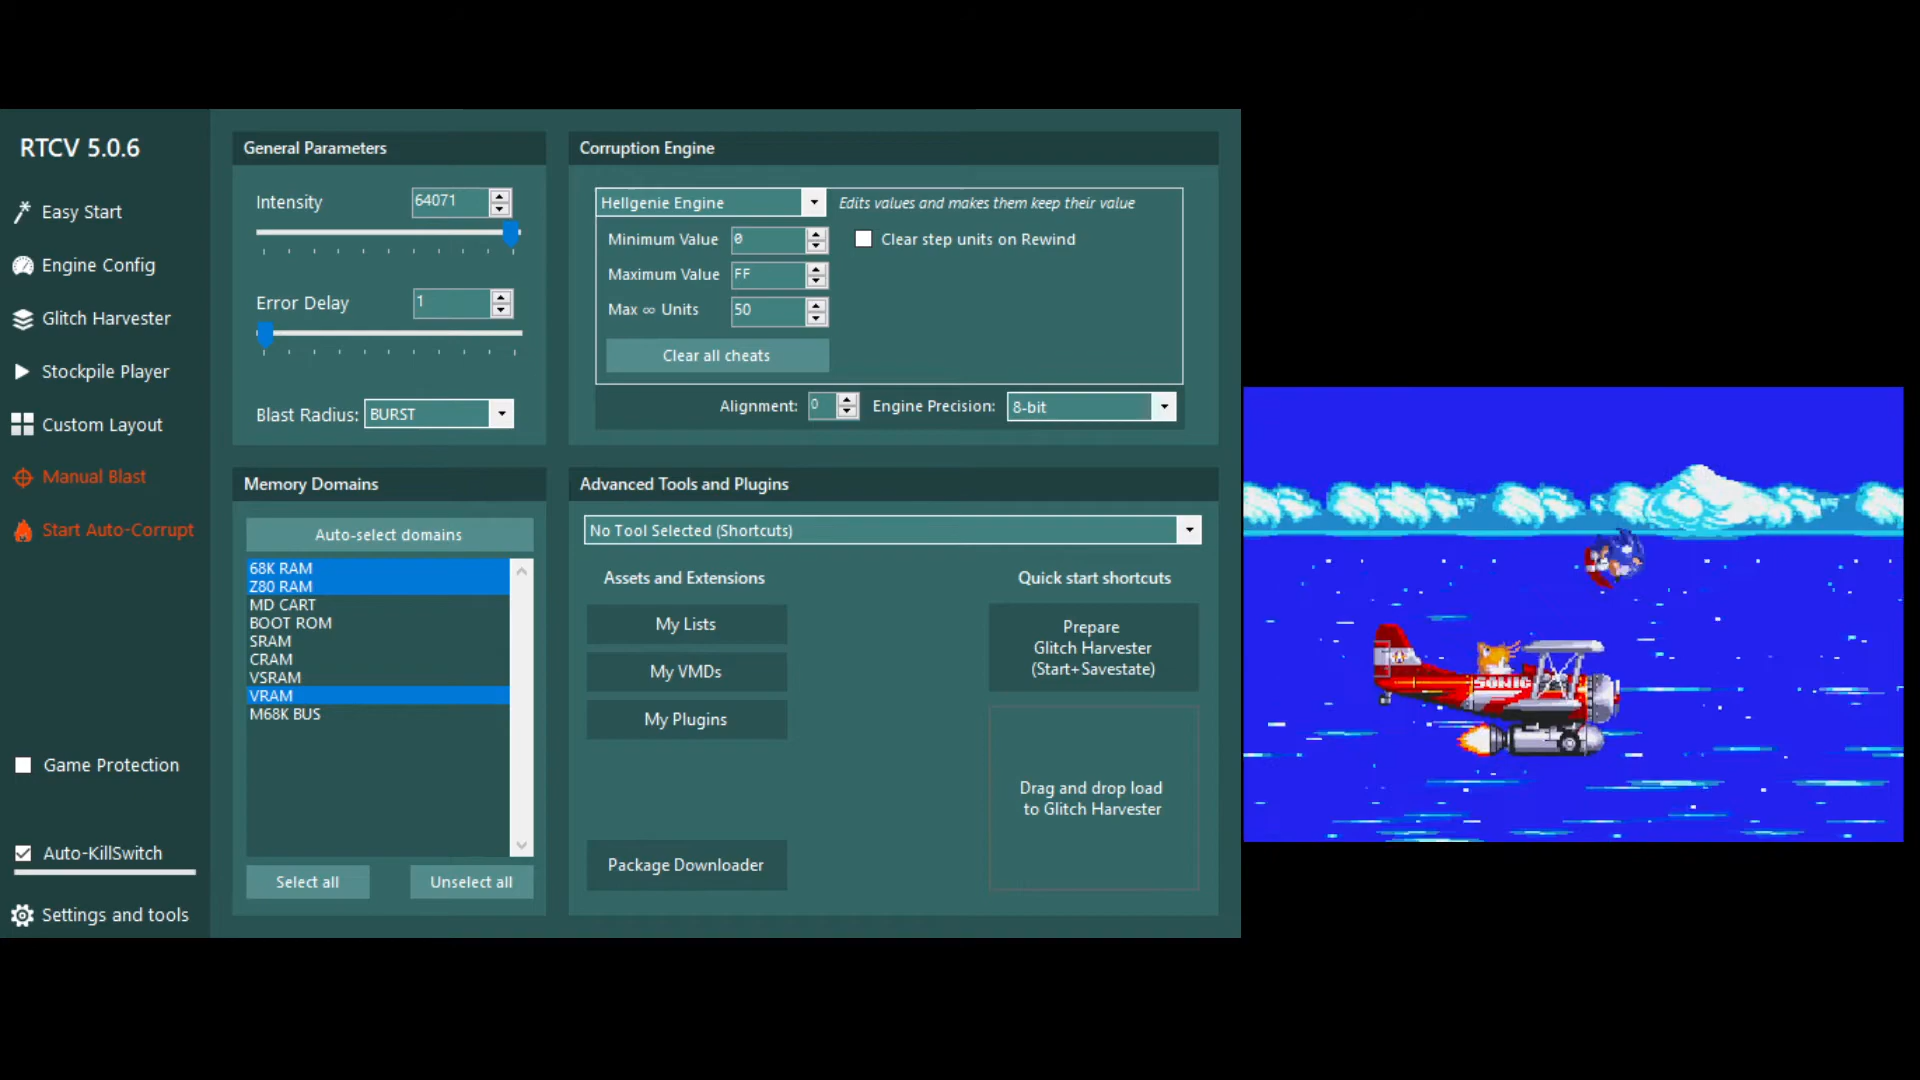 RTCV 5.0.6
Easy Start
Engine Config
Glitch Harvester
Stockpile Player
Custom Layout
Manual Blast
Start Auto-Corrupt
Game Protection
Auto-KillSwitch
Settings and tools
General Parameters
Intensity 64071
Error Delay 1
Blast Radius: BURST
Corruption Engine
Hellgenie Engine Edits values and makes them keep their value
Minimum Value 0 Clear step units on Rewind
Maximum Value FF
Max ∞ Units 50
Clear all cheats
Alignment: 0 Engine Precision: 8-bit
Memory Domains
Auto-select domains
68K RAM
Z80 RAM
MD CART
BOOT ROM
SRAM
CRAM
VSRAM
VRAM
M68K BUS
Select all Unselect all
Advanced Tools and Plugins
No Tool Selected (Shortcuts)
Assets and Extensions
My Lists
My VMDs
My Plugins
Package Downloader
Quick start shortcuts
Prepare
Glitch Harvester
(Start+Savestate)
Drag and drop load
to Glitch Harvester
SONIC